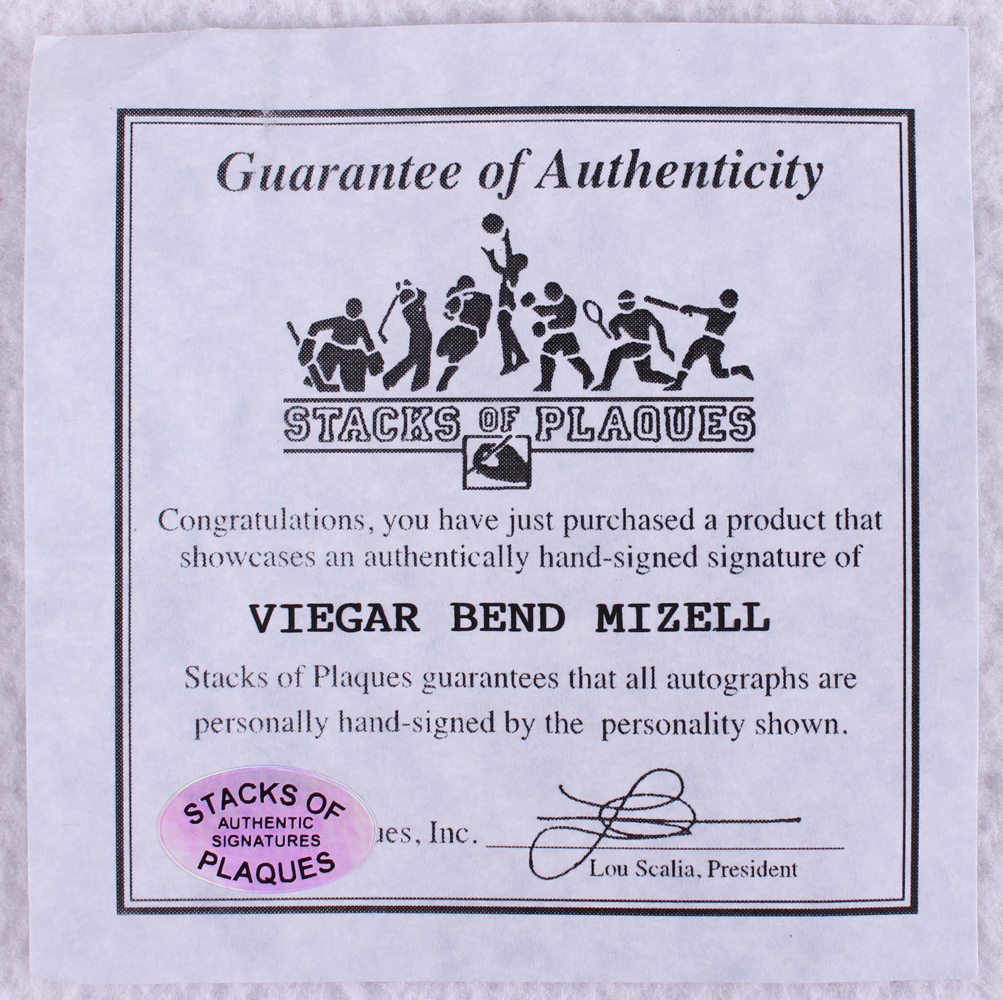 Guarantee of Authenticity
STACKS OF PLAQUES
Congratulations, you have just purchased a product that
showcases an authentically hand-signed signature of
VIEGAR BEND MIZELL
Stacks of Plaques guarantees that all autographs are
personally hand-signed by the personality shown.
STACKS OF
AUTHENTIC
SIGNATURES
PLAQUES
ues, Inc.
Lou Scalia, President